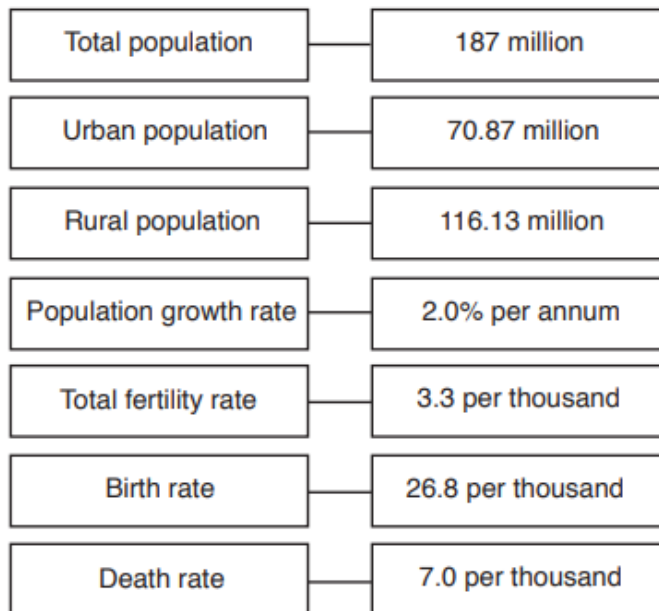 Total population 187 million
Urban population 70.87 million
Rural population 116.13 million
Population growth rate 2.0% per annum
Total fertility rate 3.3 per thousand
Birth rate 26.8 per thousand
Death rate 7.0 per thousand